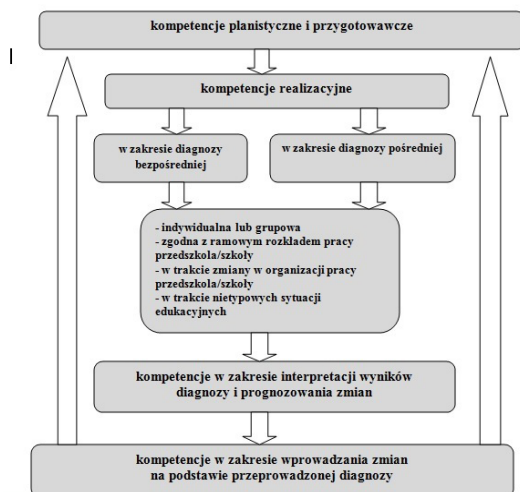 kompetencje planistyczne i przygotowawcze
kompetencje realizacyjne
w zakresie diagnozy
bezpośredniej
w zakresie diagnozy pośredniej
- indywidualna lub grupowa
- zgodna z ramowym rozkładem pracy
przedszkola/szkoły
- w trakcie zmiany w organizacji pracy
przedszkola/szkoły
- w trakcie nietypowych sytuacji
edukacyjnych
kompetencje w zakresie interpretacji wyników
diagnozy i prognozowania zmian
kompetencje w zakresie wprowadzania zmian
na podstawie przeprowadzonej diagnozy